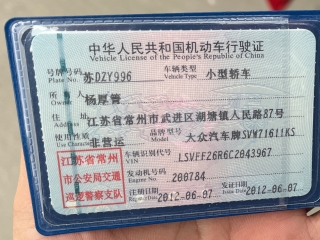 中华人民共和国机动车行驶证
Vehicle License of the People's Republic of China
号牌号码 苏DZY996 车辆类型 小型轿车
Plate No. Vehicle Type
所有人 杨厚管
Owner
住址 江苏省常州市武进区湖塘镇人民路87号
Address
使用性质 非营运 品牌型号 大众汽车牌SVW71611KS
Use Character Model
江苏省常州 车辆识别代号 LSVFF26R6C2043967
VIN
市公安局交通 发动机号码 200784
Engine No.
巡逻警察支队 注册日期 2012-06-07 发证日期 2012-06-07
Register Date Issue Date